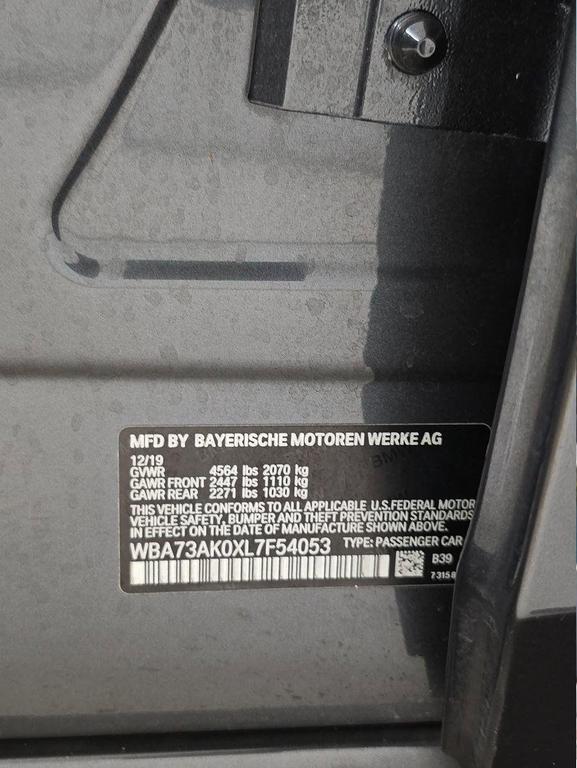 MFD BY BAYERISCHE MOTOREN WERKE AG
12/19
GVWR 4564 lbs 2070 kg
GAWR FRONT 2447 lbs 1110 kg
GAWR REAR 2271 lbs 1030 kg
THIS VEHICLE CONFORMS TO ALL APPLICABLE U.S.FEDERAL MOTOR
VEHICLE SAFETY, BUMPER AND THEFT PREVENTION STANDARDS
IN EFFECT ON THE DATE OF MANUFACTURE SHOWN ABOVE.
WBA73AK0XL7F54053 TYPE: PASSENGER CAR
B39
73158